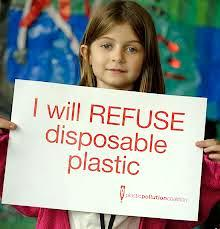 I will REFUSE
disposable
plastic
plasticpollutioncoalition